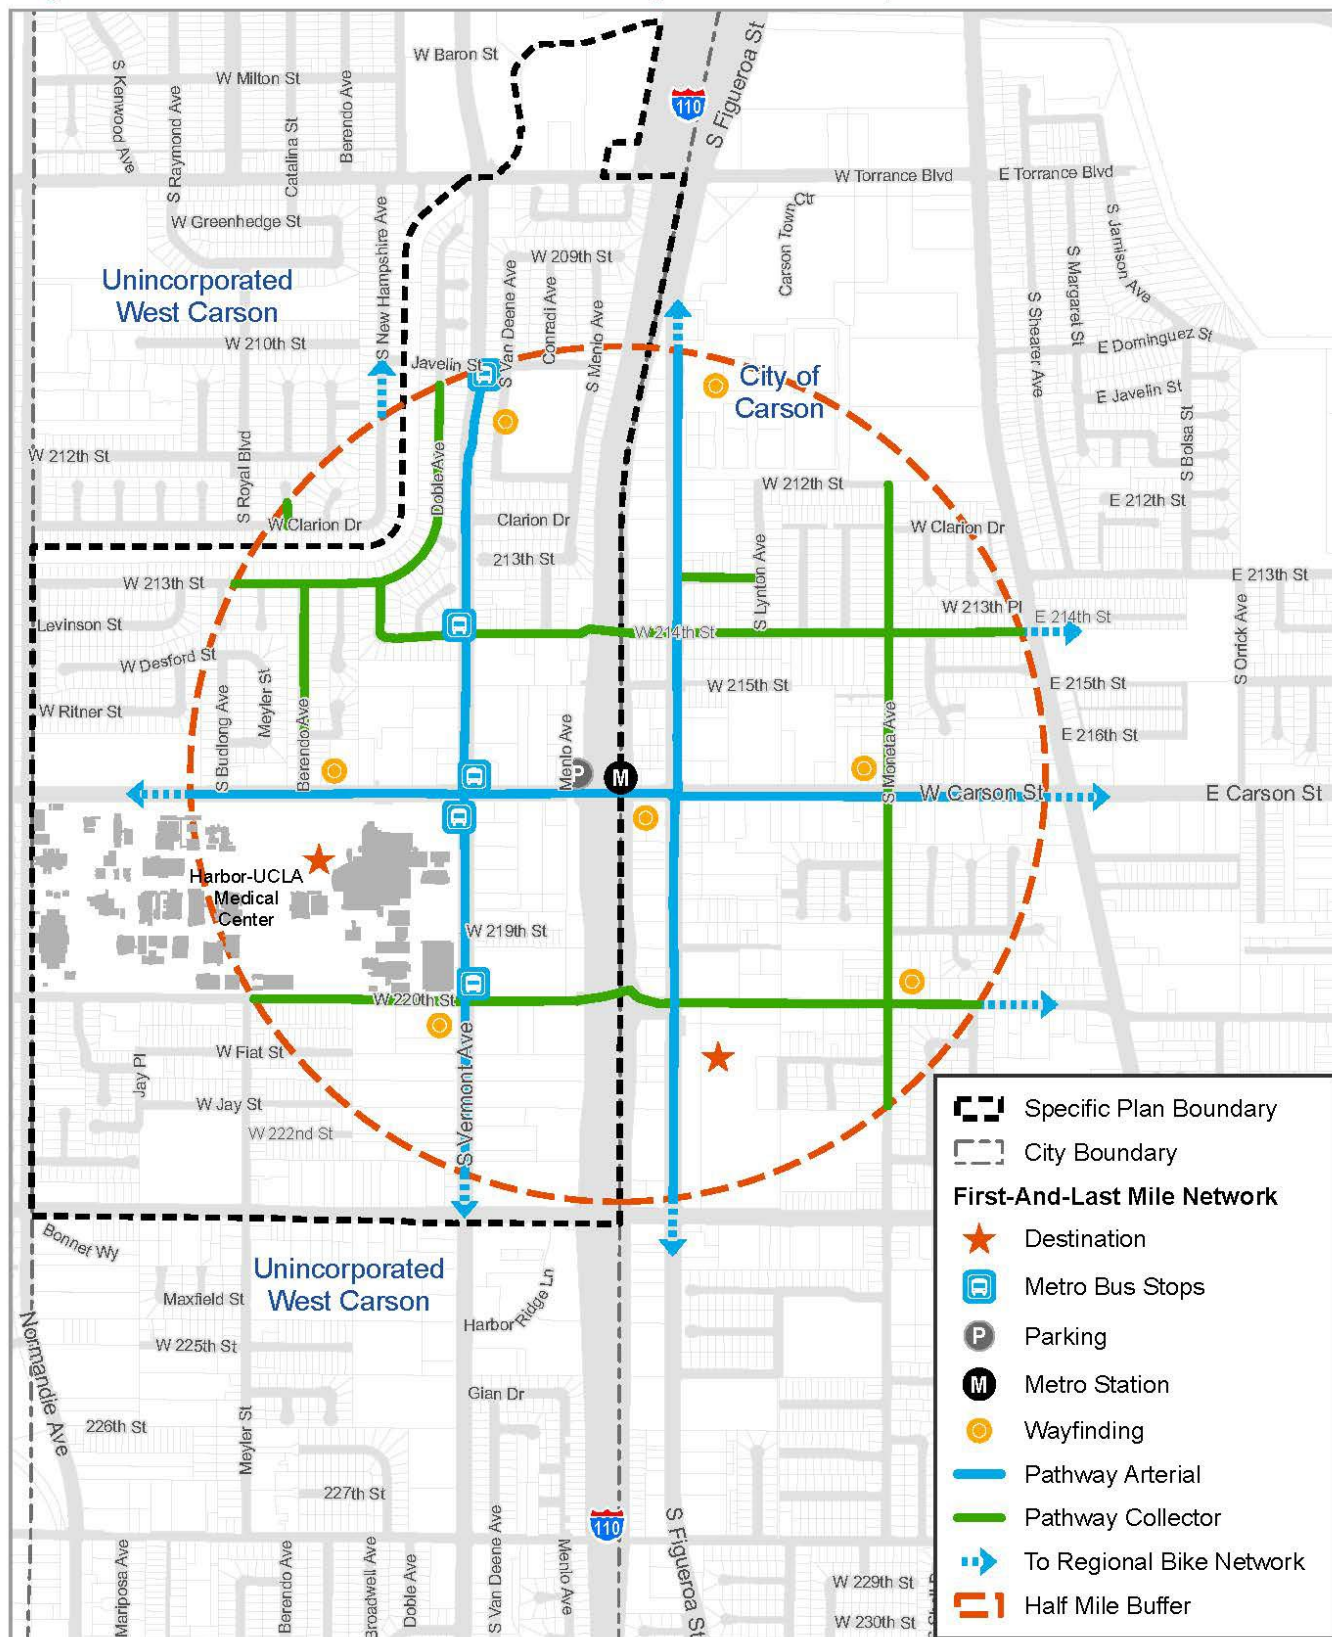 W Baron St
S Kenwood Ave
W Milton St
S Raymond Ave
Catalina St
Berendo Ave
110
S Figueroa St
W Torrance Blvd
E Torrance Blvd
W Greenhedge St
S New Hampshire Ave
Carson Town Ctr
S Jamison Ave
S Margaret St
W 209th St
Unincorporated
West Carson
S Van Deene Ave
Conradi Ave
S Menlo Ave
S Shearer Ave
E Dominguez St
W 210th St
Javelin St
City of
Carson
E Javelin St
S Bolsa St
W 212th St
S Royal Blvd
Doble Ave
W 212th St
E 212th St
W Clarion Dr
Clarion Dr
W Clarion Dr
213th St
S Lynton Ave
W 213th St
E 213th St
Levinson St
W 213th Pl
E 214th St
W 214th St
S Orrick Ave
W Desford St
Meyler St
S Budlong Ave
Berendo Ave
W 215th St
E 215th St
W Ritner St
Menlo Ave
S Moneta Ave
E 216th St
P
M
W Carson St
E Carson St
Harbor-UCLA
Medical
Center
W 219th St
W 220th St
S Vermont Ave
W Fiat St
Jay Pl
W Jay St
W 222nd St
Bonnet Wy
Unincorporated
West Carson
Maxfield St
Harbor Ridge Ln
W 225th St
Normandie Ave
Gian Dr
226th St
Meyler St
227th St
110
S Figueroa St
Mariposa Ave
Berendo Ave
Broadwell Ave
Doble Ave
S Van Deene Ave
Menlo Ave
W 229th St
W 230th St
Specific Plan Boundary
City Boundary
First-And-Last Mile Network
Destination
Metro Bus Stops
P Parking
M Metro Station
Wayfinding
Pathway Arterial
Pathway Collector
To Regional Bike Network
Half Mile Buffer